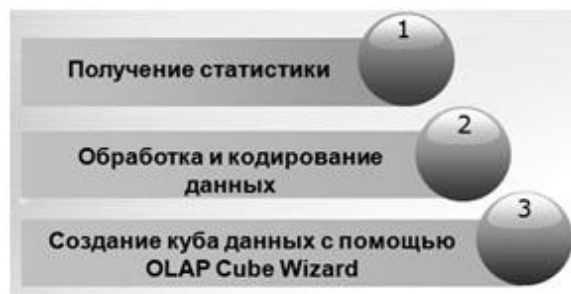 1
Получение статистики
2
Обработка и кодирование
данных
3
Создание куба данных с помощью
OLAP Cube Wizard